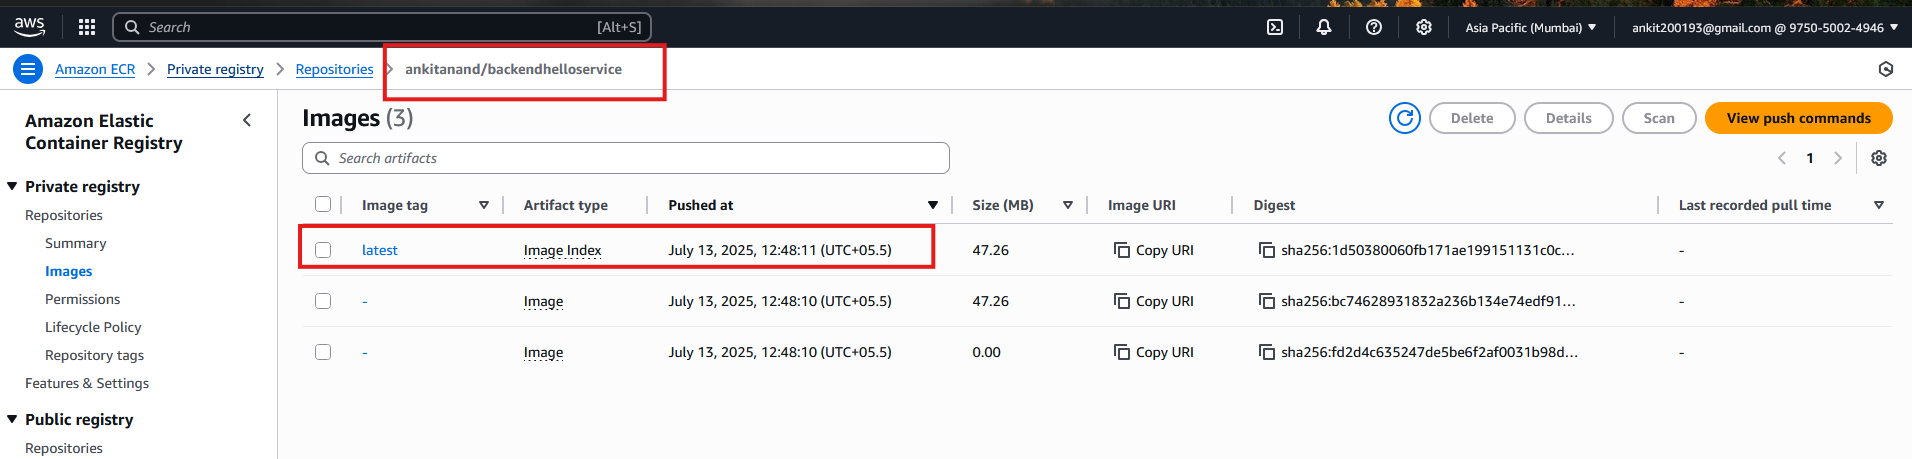 aws Search [Alt+S] Asia Pacific (Mumbai) ankit200193@gmail.com @ 9750-5002-4946
Amazon ECR Private registry Repositories ankitanand/backendhelloservice
Amazon Elastic
Container Registry
Private registry
Repositories
Summary
Images
Permissions
Lifecycle Policy
Repository tags
Features & Settings
Public registry
Repositories
Images (3) Delete Details Scan View push commands
Search artifacts 1
Image tag Artifact type Pushed at Size (MB) Image URI Digest Last recorded pull time
latest Image Index July 13, 2025, 12:48:11 (UTC+05.5) 47.26 Copy URI sha256:1d50380060fb171ae199151131c0c... -
- Image July 13, 2025, 12:48:10 (UTC+05.5) 47.26 Copy URI sha256:bc74628931832a236b134e74edf91... -
- Image July 13, 2025, 12:48:10 (UTC+05.5) 0.00 Copy URI sha256:fd2d4c635247de5be6f2af0031b98d... -